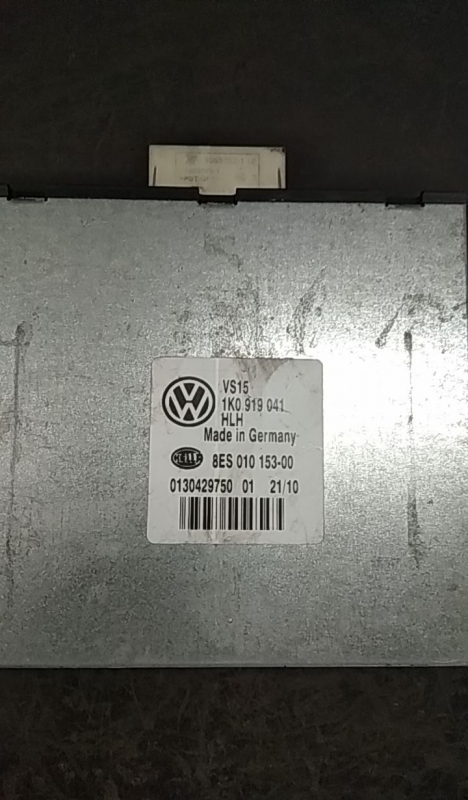 VS15
1K0 919 041
HLH
Made in Germany
8ES 010 153-00
0130429750 01 21/10